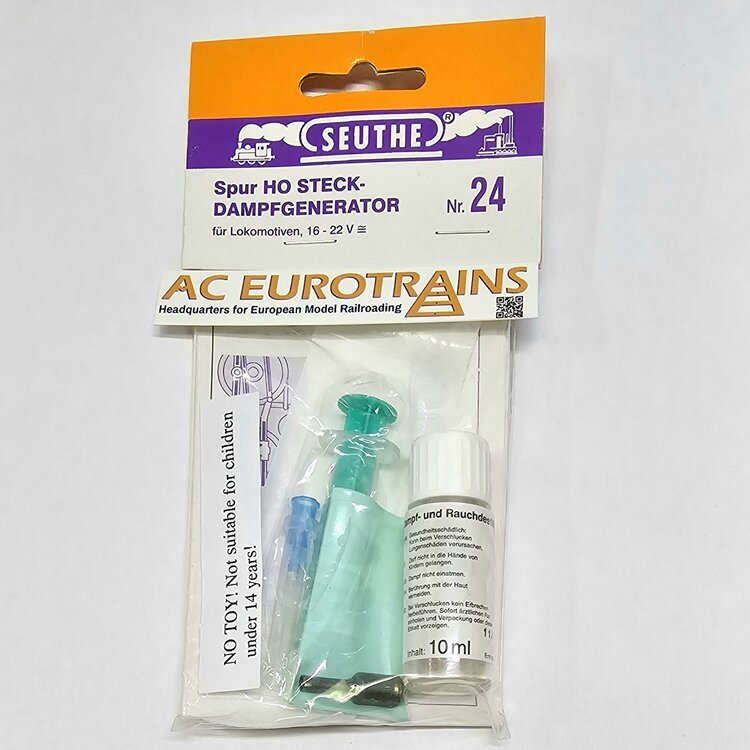 SEUTHE ®
Spur HO STECK-
DAMPFGENERATOR
Nr. 24
für Lokomotiven, 16 - 22 V ≅
AC EUROTRAINS
Headquarters for European Model Railroading
NO TOY! Not suitable for children
under 14 years!
und
Gesundheitsschädlich:
Kann beim Verschlucken
Lungenschäden verursachen.
Darf nicht in die Hände von
Kindern gelangen.
Dampf nicht einatmen.
Berührung mit der Haut
vermeiden.
Bei Verschlucken kein Erbrechen
herbeiführen. Sofort ärztlichen
einholen und Verpackung oder
Etikett vorzeigen.
Inhalt: 10 ml